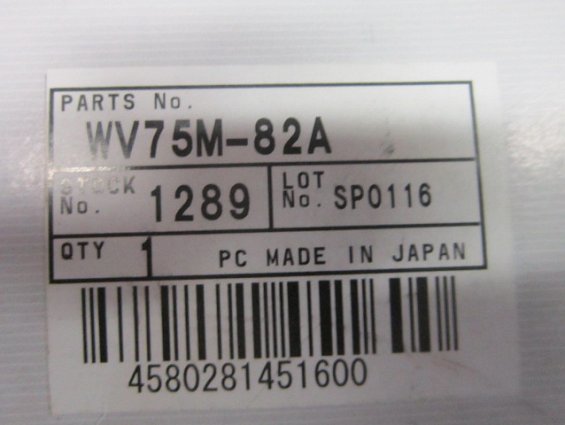 PARTS No.
WV75M-82A
STOCK No. 1289
LOT No. SP0116
QTY 1 PC MADE IN JAPAN
4580281451600